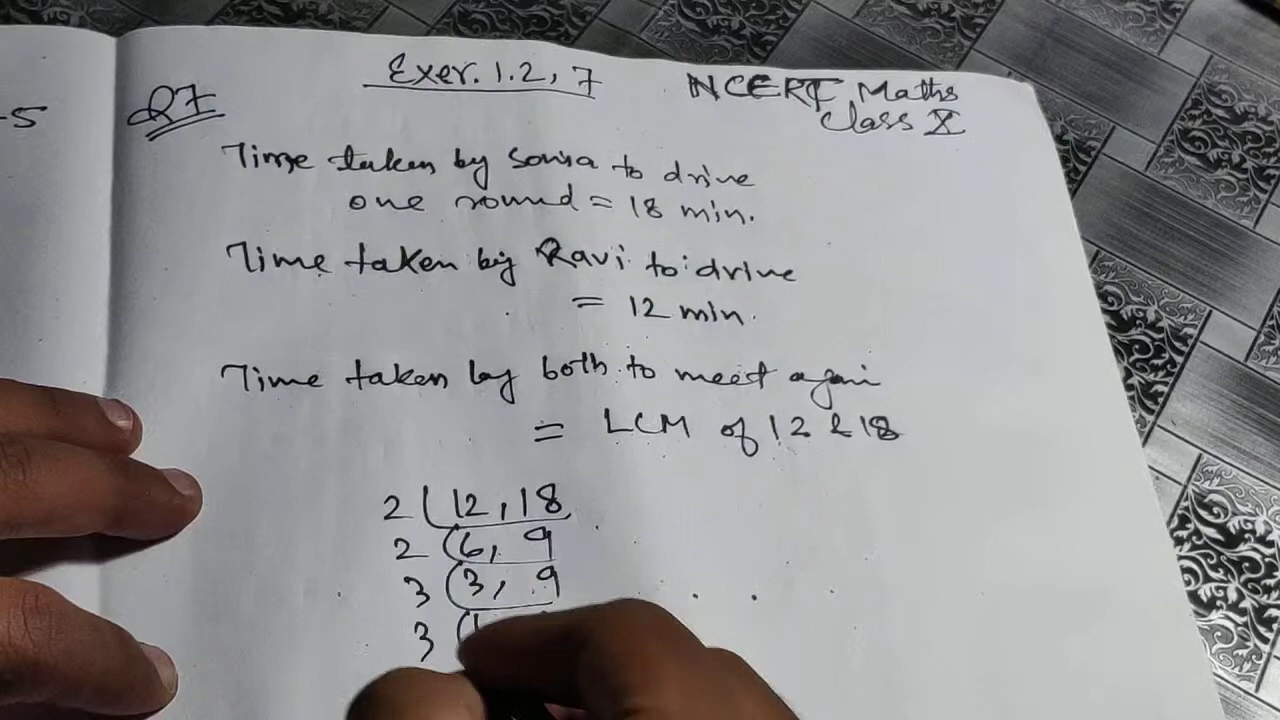 Exer. 1.2, 7
NCERT Maths
Class X
-5
Q7
Time taken by Sonia to drive
one round = 18 min.
Time taken by Ravi to drive
= 12 min.
Time taken by both to meet again
= LCM of 12 & 18
2 12, 18
2 6, 9
3 3, 9
3